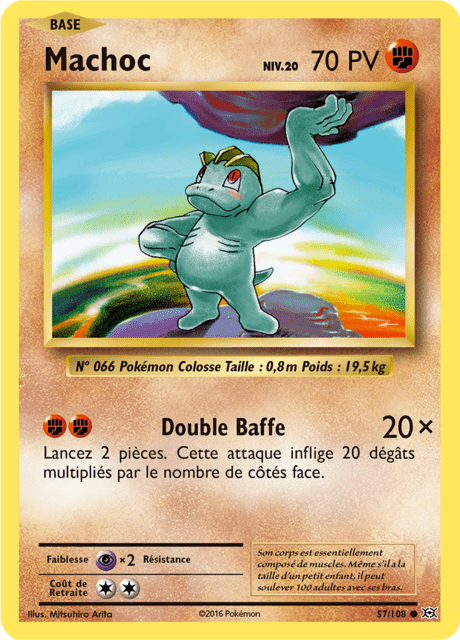 BASE
Machoc NIV.20 70 PV
N° 066 Pokémon Colosse Taille : 0,8 m Poids : 19,5 kg
Double Baffe 20×
Lancez 2 pièces. Cette attaque inflige 20 dégâts
multipliés par le nombre de côtés face.
Faiblesse ×2 Résistance
Coût de
Retraite
Son corps est essentiellement
composé de muscles. Même s'il a la
taille d'un petit enfant, il peut
soulever 100 adultes avec ses bras.
Illus. Mitsuhiro Arita ©2016 Pokémon 57/108